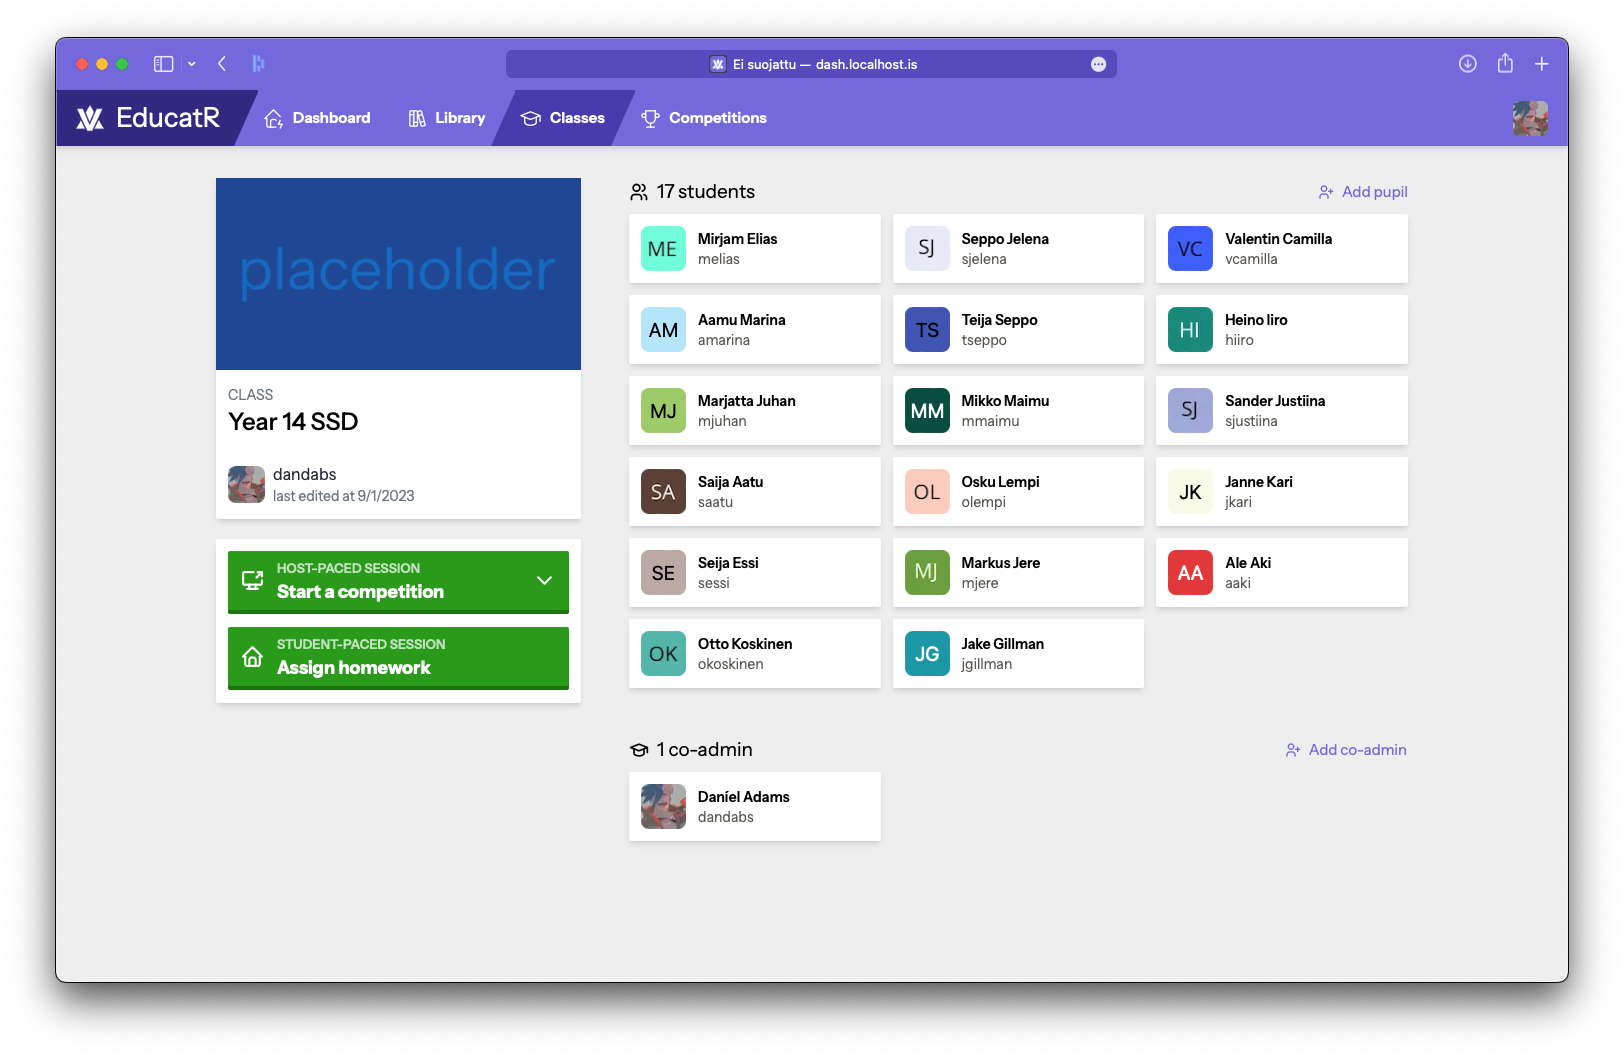 Ei suojattu — dash.localhost.is
EducatR
Dashboard
Library
Classes
Competitions
placeholder
CLASS
Year 14 SSD
dandabs
last edited at 9/1/2023
HOST-PACED SESSION
Start a competition
STUDENT-PACED SESSION
Assign homework
17 students
Add pupil
ME
Mirjam Elias
melias
SJ
Seppo Jelena
sjelena
VC
Valentin Camilla
vcamilla
AM
Aamu Marina
amarina
TS
Teija Seppo
tseppo
HI
Heino Iiro
hiiro
MJ
Marjatta Juhan
mjuhan
MM
Mikko Maimu
mmaimu
SJ
Sander Justiina
sjustiina
SA
Saija Aatu
saatu
OL
Osku Lempi
olempi
JK
Janne Kari
jkari
SE
Seija Essi
sessi
MJ
Markus Jere
mjere
AA
Ale Aki
aaki
OK
Otto Koskinen
okoskinen
JG
Jake Gillman
jgillman
1 co-admin
Add co-admin
Daníel Adams
dandabs